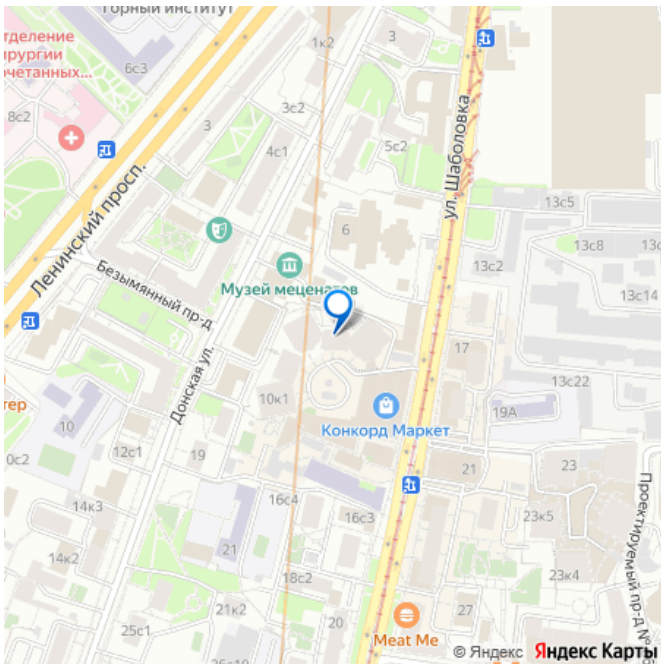 Горный институт
тделение
ирургии
очетанных...
6с3
8с2
1к2
3
3с2
3
4с1
5с2
ул. Шаболовка
Ленинский просп.
6
13с5
13с8
13с2
13с14
Музей меценатов
Безымянный пр-д
Донская ул.
17
13с22
тер
10
10к1
Конкорд Маркет
19А
0с2
12с1
19
21
23
14к3
16с4
16с3
23к5
Проектируемый пр-д №
14к2
21
18с2
23к4
21к2
20
27
25с1
Meat Me
© Яндекс Яндекс Карты